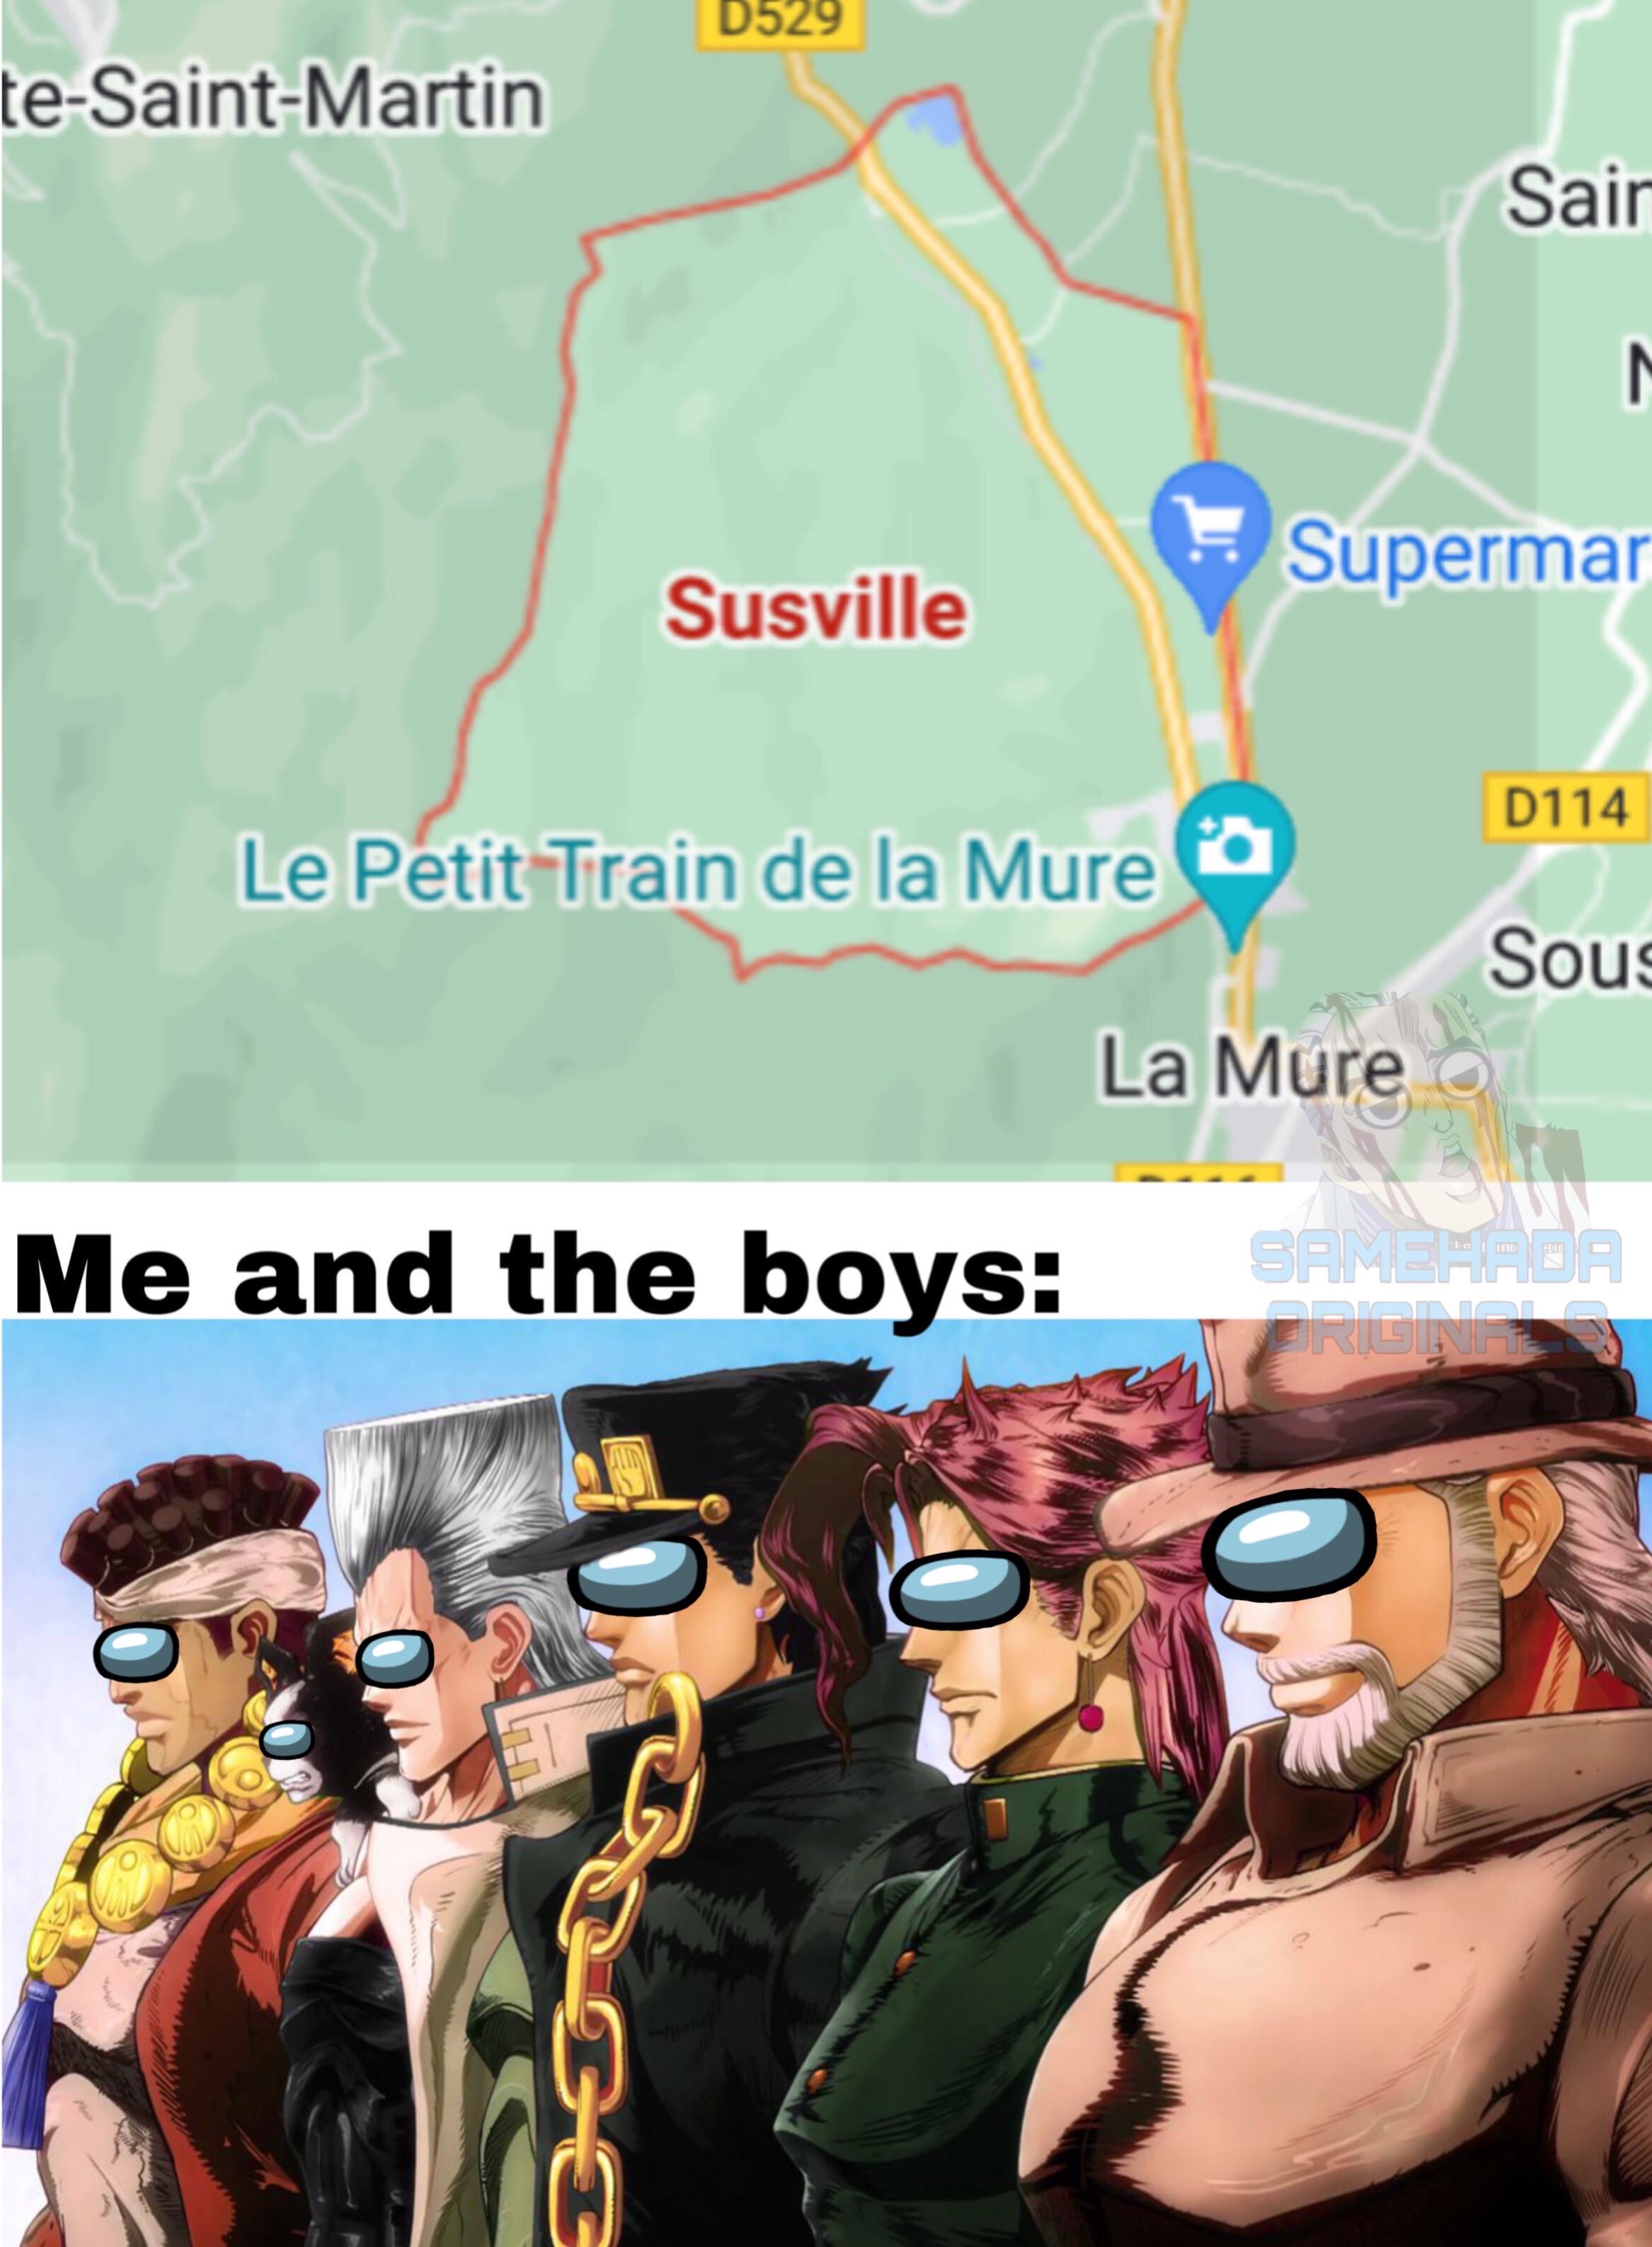 D529
te-Saint-Martin
Sain
N
Supermar
Susville
D114
Le Petit Train de la Mure
Sous
La Mure
Me and the boys:
SAMEHADA
ORIGINALS